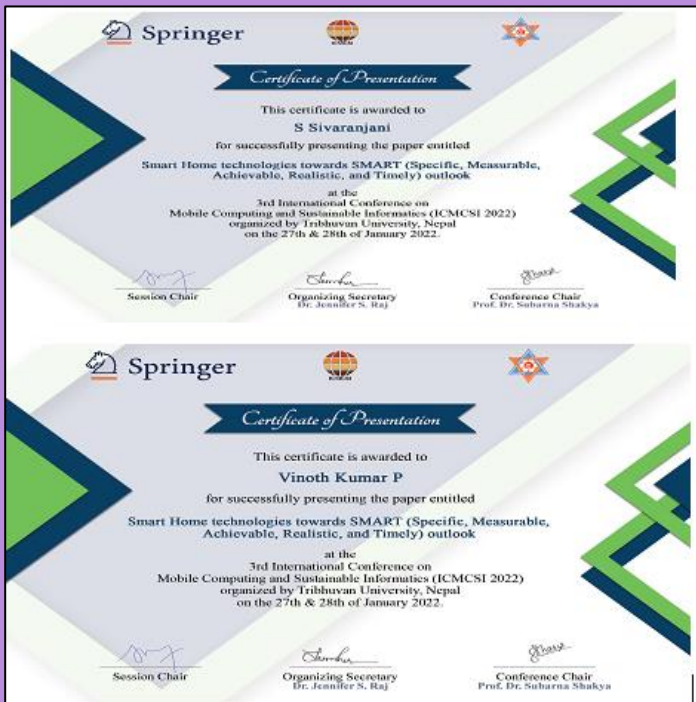 Springer
Certificate of Presentation
This certificate is awarded to
S Sivaranjani
for successfully presenting the paper entitled
Smart Home technologies towards SMART (Specific, Measurable,
Achievable, Realistic, and Timely) outlook
at the
3rd International Conference on
Mobile Computing and Sustainable Informatics (ICMCSI 2022)
organized by Tribhuvan University, Nepal
on the 27th & 28th of January 2022.
Session Chair
Organizing Secretary
Dr. Jennifer S. Raj
Conference Chair
Prof. Dr. Subarna Shakya
Springer
Certificate of Presentation
This certificate is awarded to
Vinoth Kumar P
for successfully presenting the paper entitled
Smart Home technologies towards SMART (Specific, Measurable,
Achievable, Realistic, and Timely) outlook
at the
3rd International Conference on
Mobile Computing and Sustainable Informatics (ICMCSI 2022)
organized by Tribhuvan University, Nepal
on the 27th & 28th of January 2022.
Session Chair
Organizing Secretary
Dr. Jennifer S. Raj
Conference Chair
Prof. Dr. Subarna Shakya